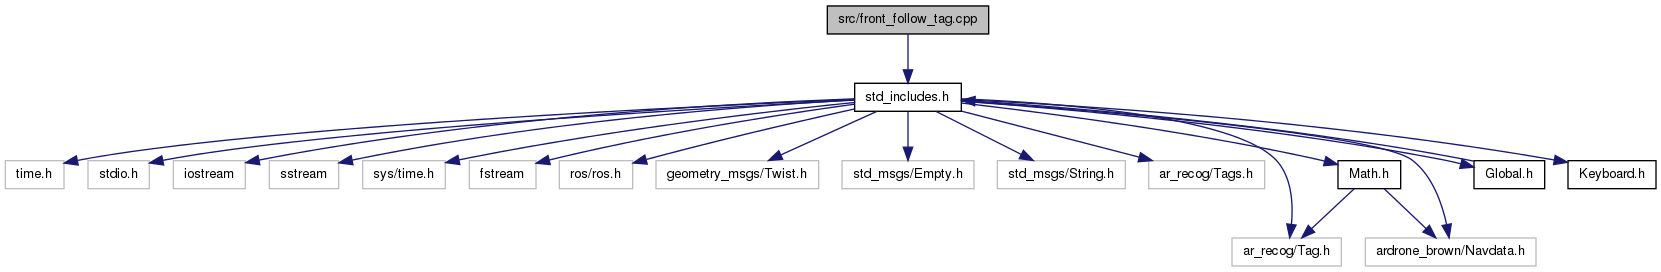 src/front_follow_tag.cpp
std_includes.h
time.h
stdio.h
iostream
sstream
sys/time.h
fstream
ros/ros.h
geometry_msgs/Twist.h
std_msgs/Empty.h
std_msgs/String.h
ar_recog/Tags.h
Math.h
Global.h
Keyboard.h
ar_recog/Tag.h
ardrone_brown/Navdata.h